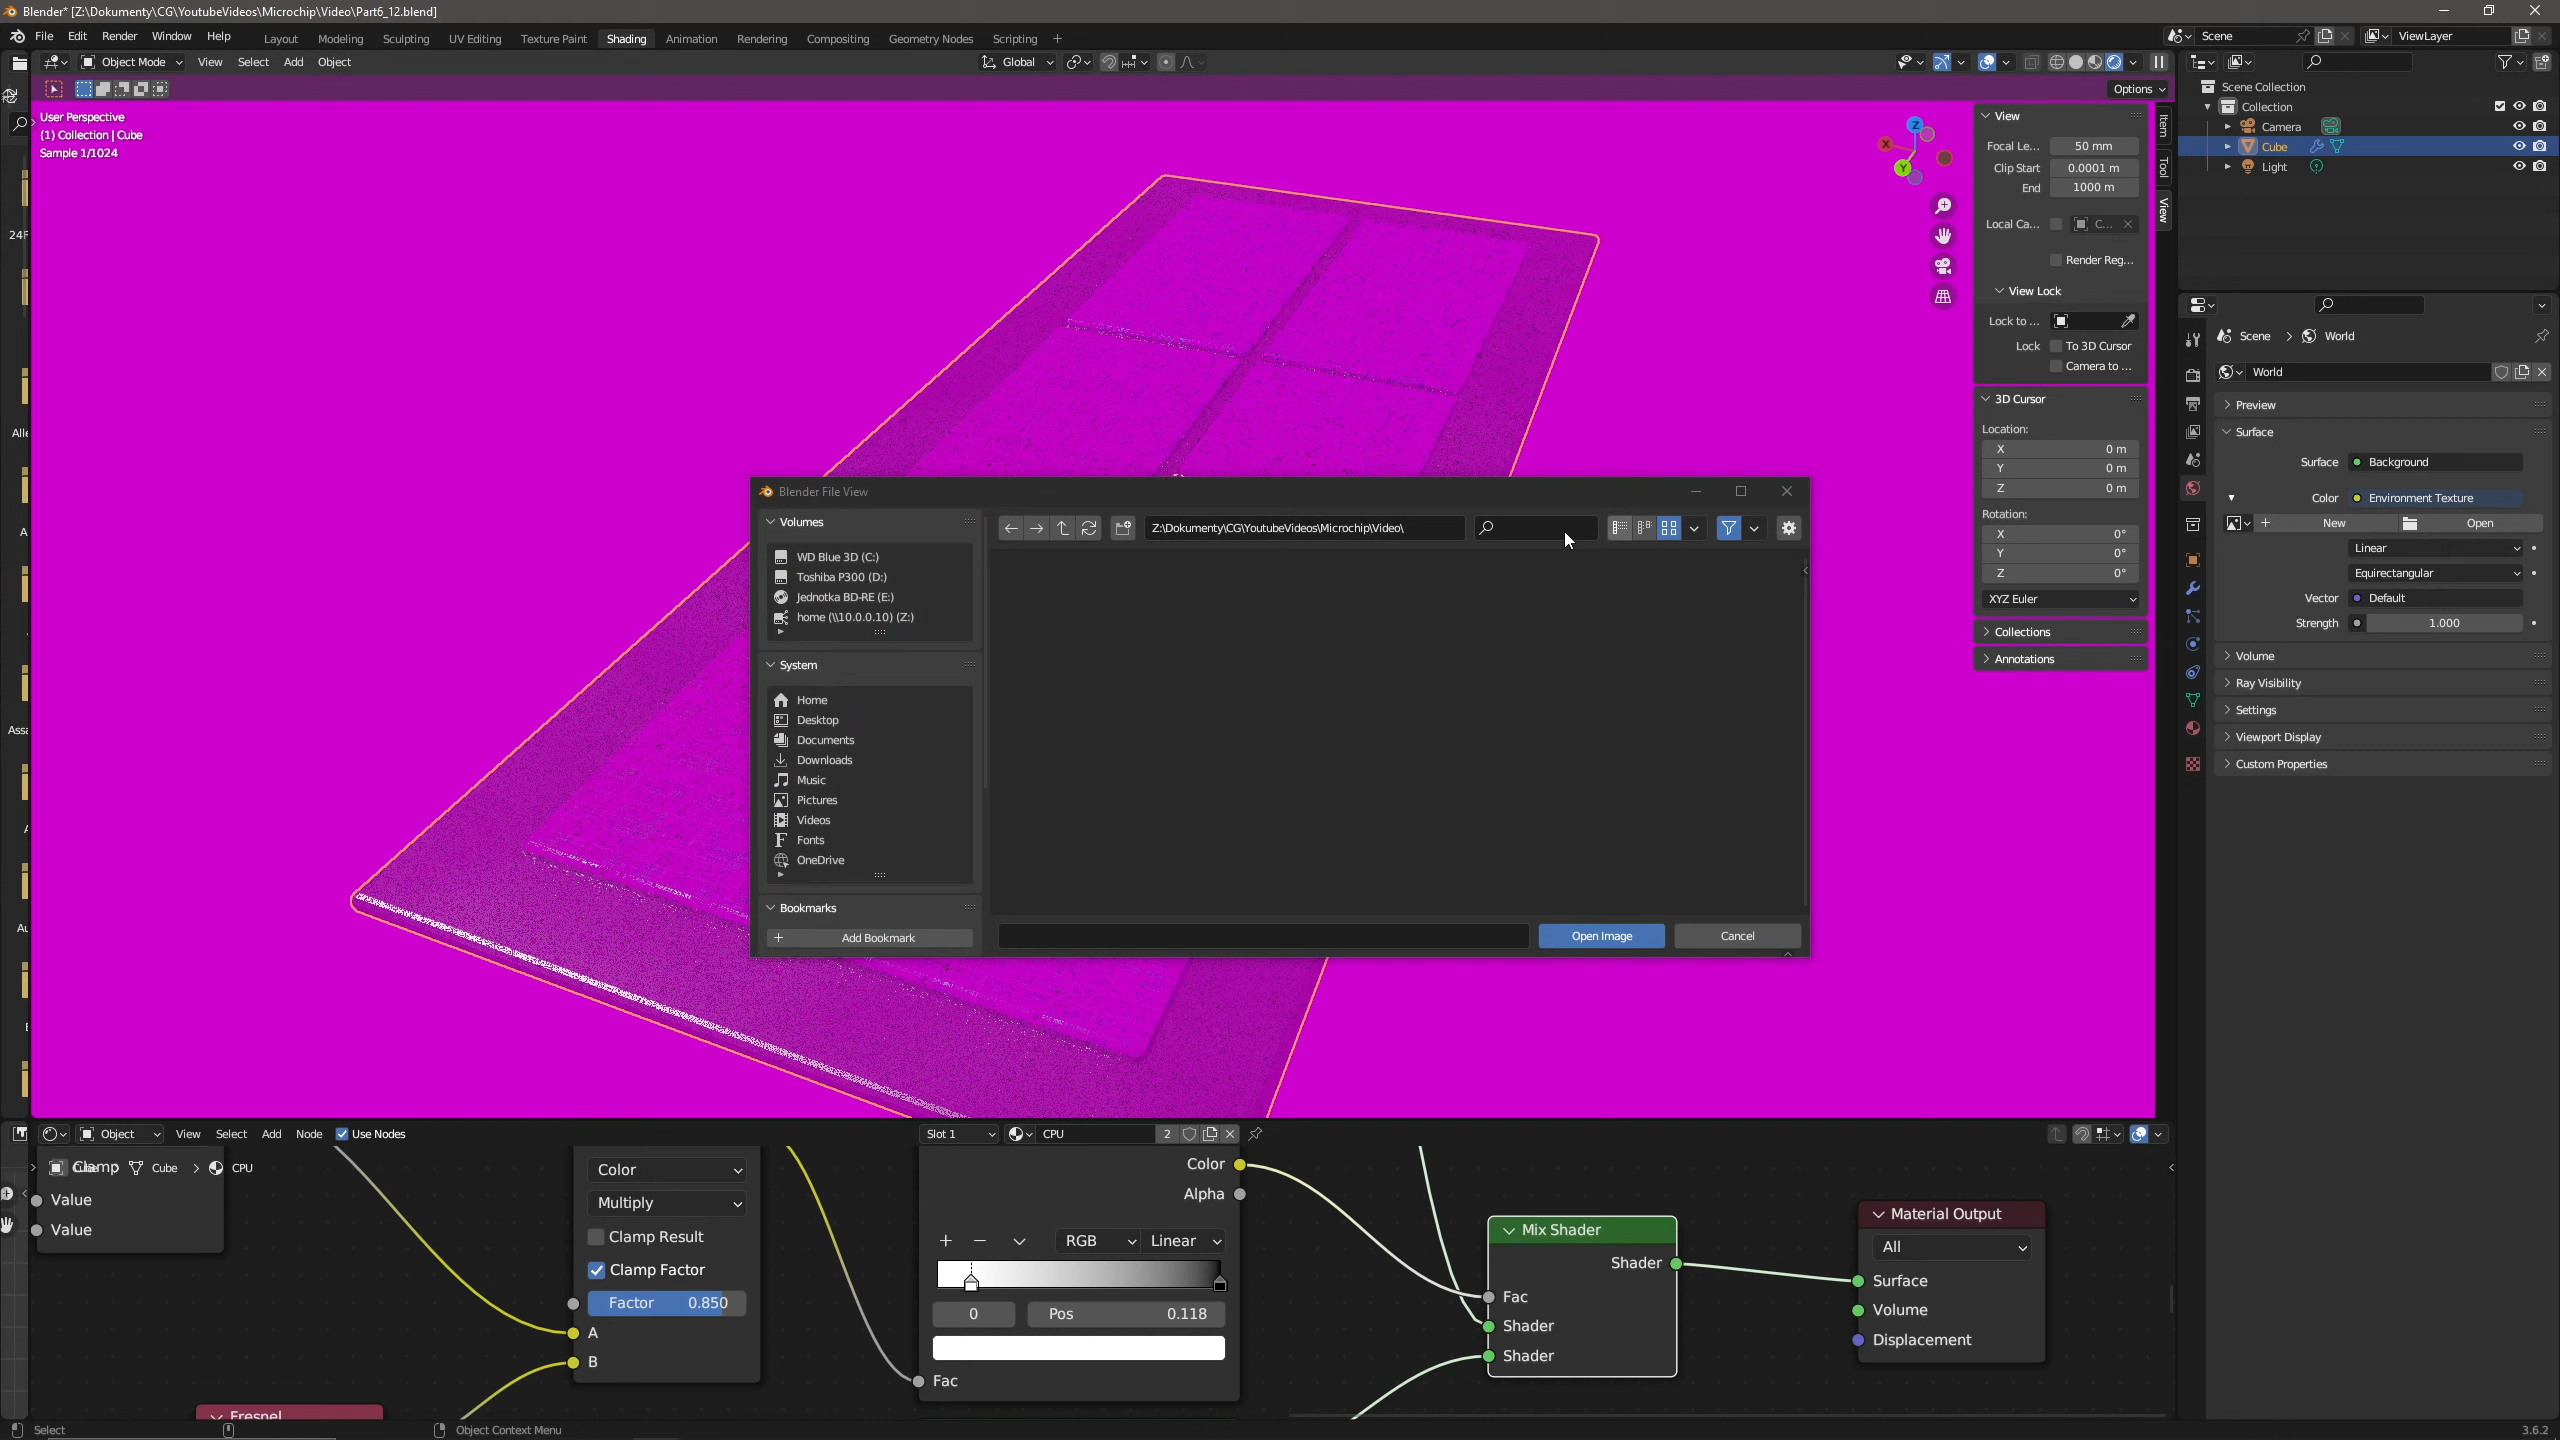 Blender* [Z:\Dokumenty\CG\YoutubeVideos\Microchip\Video\Part6_12.blend]
File Edit Render Window Help Layout Modeling Sculpting UV Editing Texture Paint Shading Animation Rendering Compositing Geometry Nodes Scripting + Scene ViewLayer
Object Mode View Select Add Object Global
Options
User Perspective
(1) Collection | Cube
Sample 1/1024
24F
Alle
A
Assa
A
Au
Z
X
Y
View
Focal Le... 50 mm
Clip Start 0.0001 m
End 1000 m
Local Ca... C...
Render Reg...
View Lock
Lock to ...
Lock To 3D Cursor
Camera to ...
3D Cursor
Location:
X 0 m
Y 0 m
Z 0 m
Rotation:
X 0°
Y 0°
Z 0°
XYZ Euler
Collections
Annotations
Item
Tool
View
Scene Collection
Collection
Camera
Cube
Light
Scene World
World
Preview
Surface
Surface Background
Color Environment Texture
New Open
Linear
Equirectangular
Vector Default
Strength 1.000
Volume
Ray Visibility
Settings
Viewport Display
Custom Properties
Blender File View
Volumes
Z:\Dokumenty\CG\YoutubeVideos\Microchip\Video\
WD Blue 3D (C:)
Toshiba P300 (D:)
Jednotka BD-RE (E:)
home (\\10.0.0.10) (Z:)
System
Home
Desktop
Documents
Downloads
Music
Pictures
Videos
Fonts
OneDrive
Bookmarks
Add Bookmark
Open Image Cancel
Object View Select Add Node Use Nodes Slot 1 CPU 2
Cube CPU
Clamp
Value
Value
Color
Multiply
Clamp Result
Clamp Factor
Factor 0.850
A
B
Fresnel
Color
Alpha
RGB Linear
0 Pos 0.118
Fac
Mix Shader
Shader
Fac
Shader
Shader
Material Output
All
Surface
Volume
Displacement
Select Object Context Menu 3.6.2